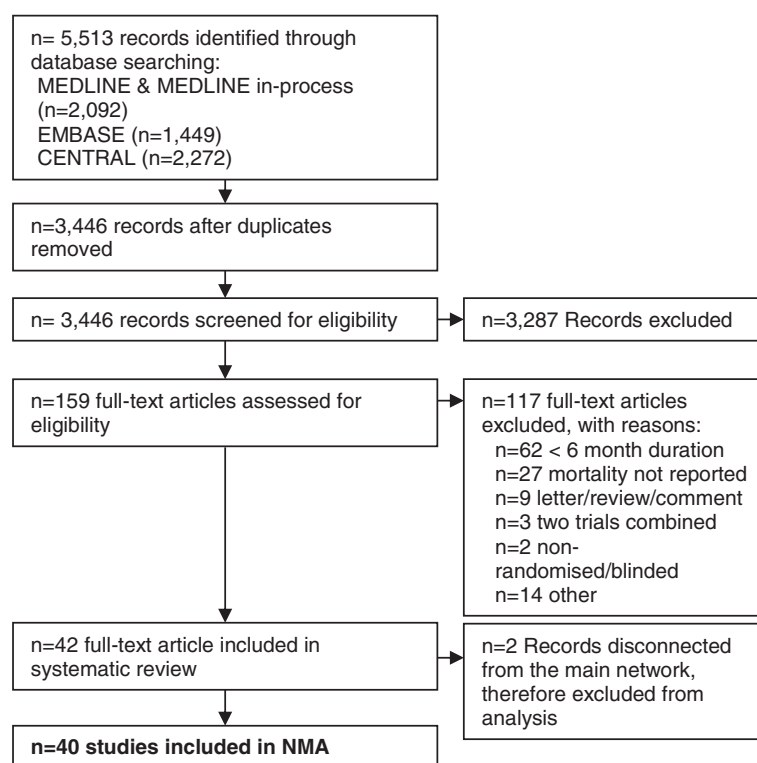 n= 5,513 records identified through
database searching:
MEDLINE & MEDLINE in-process
(n=2,092)
EMBASE (n=1,449)
CENTRAL (n=2,272)
n=3,446 records after duplicates
removed
n= 3,446 records screened for eligibility
n=3,287 Records excluded
n=159 full-text articles assessed for
eligibility
n=117 full-text articles
excluded, with reasons:
n=62 < 6 month duration
n=27 mortality not reported
n=9 letter/review/comment
n=3 two trials combined
n=2 non-
randomised/blinded
n=14 other
n=42 full-text article included in
systematic review
n=2 Records disconnected
from the main network,
therefore excluded from
analysis
n=40 studies included in NMA